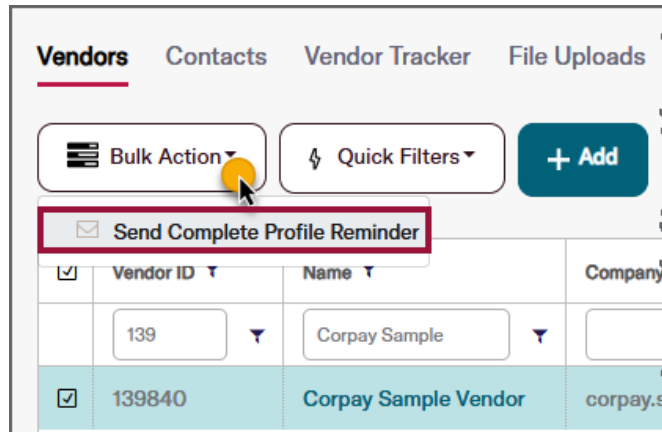 Vendors Contacts Vendor Tracker File Uploads
Bulk Action Quick Filters + Add
Send Complete Profile Reminder
Vendor ID Name Company
139 Corpay Sample
139840 Corpay Sample Vendor corpay.s